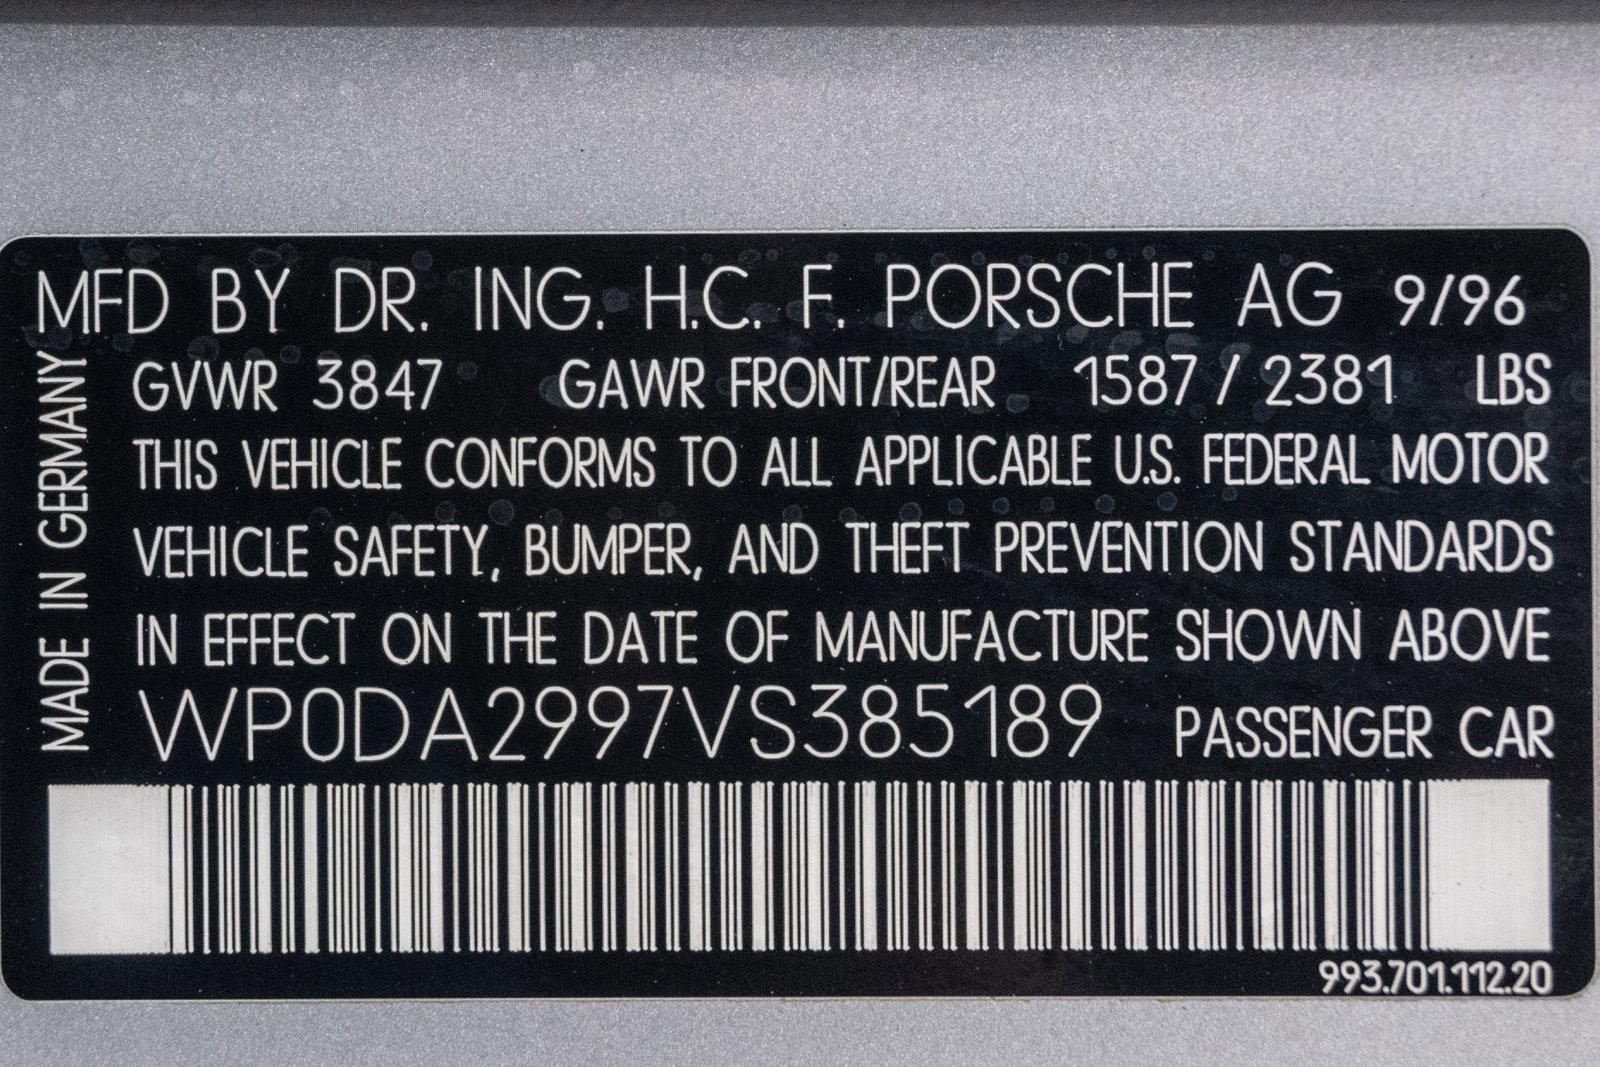 MFD BY DR. ING. H.C. F. PORSCHE AG 9/96
GVWR 3847 GAWR FRONT/REAR 1587 / 2381 LBS
THIS VEHICLE CONFORMS TO ALL APPLICABLE U.S. FEDERAL MOTOR
VEHICLE SAFETY, BUMPER, AND THEFT PREVENTION STANDARDS
IN EFFECT ON THE DATE OF MANUFACTURE SHOWN ABOVE
WP0DA2997VS385189 PASSENGER CAR
MADE IN GERMANY
993.701.112.20